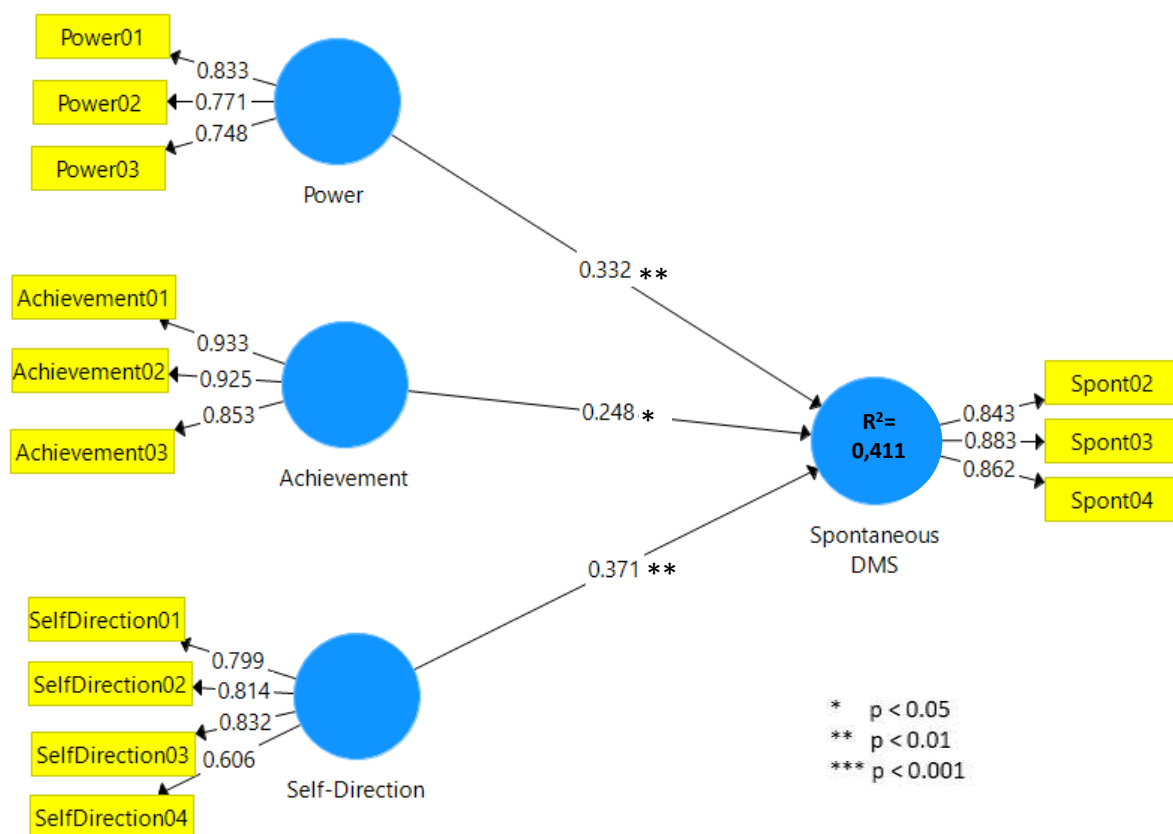 Power01
0.833
Power02
0.771
0.748
Power03
Power
0.332 **
Achievement01
0.933
Achievement02
0.925
0.853
Achievement03
Achievement
0.248 *
R²=
0,411
Spontaneous
DMS
0.843
Spont02
0.883
Spont03
0.862
Spont04
0.371 **
SelfDirection01
0.799
SelfDirection02
0.814
0.832
SelfDirection03
0.606
SelfDirection04
Self-Direction
* p < 0.05
** p < 0.01
*** p < 0.001